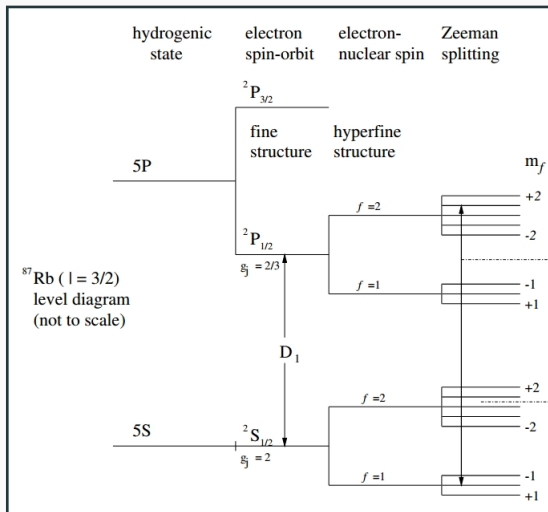 hydrogenic
state
electron
spin-orbit
electron-
nuclear spin
Zeeman
splitting
²P₃/₂
fine
structure
hyperfine
structure
m_f
5P
+2
f =2
-2
²P₁/₂
g_j = 2/3
⁸⁷Rb ( I = 3/2)
level diagram
(not to scale)
f =1
-1
+1
D₁
+2
f =2
-2
5S
²S₁/₂
g_j = 2
f =1
-1
+1